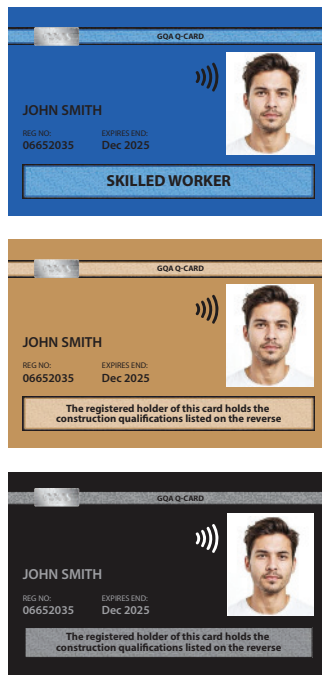 GQA Q-CARD
JOHN SMITH
REG NO: EXPIRES END:
06652035 Dec 2025
SKILLED WORKER
GQA Q-CARD
JOHN SMITH
REG NO: EXPIRES END:
06652035 Dec 2025
The registered holder of this card holds the
construction qualifications listed on the reverse
GQA Q-CARD
JOHN SMITH
REG NO: EXPIRES END:
06652035 Dec 2025
The registered holder of this card holds the
construction qualifications listed on the reverse